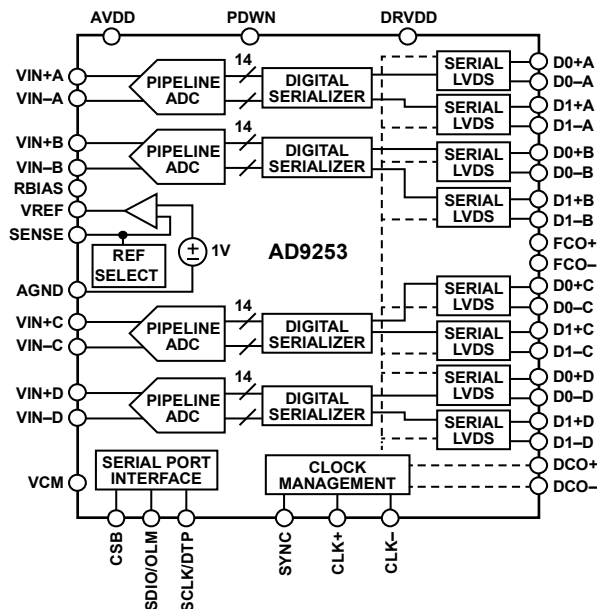 AVDD
PDWN
DRVDD
VIN+A
VIN–A
PIPELINE
ADC
14
DIGITAL
SERIALIZER
SERIAL
LVDS
D0+A
D0–A
SERIAL
LVDS
D1+A
D1–A
VIN+B
VIN–B
PIPELINE
ADC
14
DIGITAL
SERIALIZER
SERIAL
LVDS
D0+B
D0–B
SERIAL
LVDS
D1+B
D1–B
RBIAS
VREF
SENSE
REF
SELECT
1V
AGND
AD9253
FCO+
FCO–
VIN+C
VIN–C
PIPELINE
ADC
14
DIGITAL
SERIALIZER
SERIAL
LVDS
D0+C
D0–C
SERIAL
LVDS
D1+C
D1–C
VIN+D
VIN–D
PIPELINE
ADC
14
DIGITAL
SERIALIZER
SERIAL
LVDS
D0+D
D0–D
SERIAL
LVDS
D1+D
D1–D
VCM
SERIAL PORT
INTERFACE
CLOCK
MANAGEMENT
DCO+
DCO–
CSB
SDIO/OLM
SCLK/DTP
SYNC
CLK+
CLK–